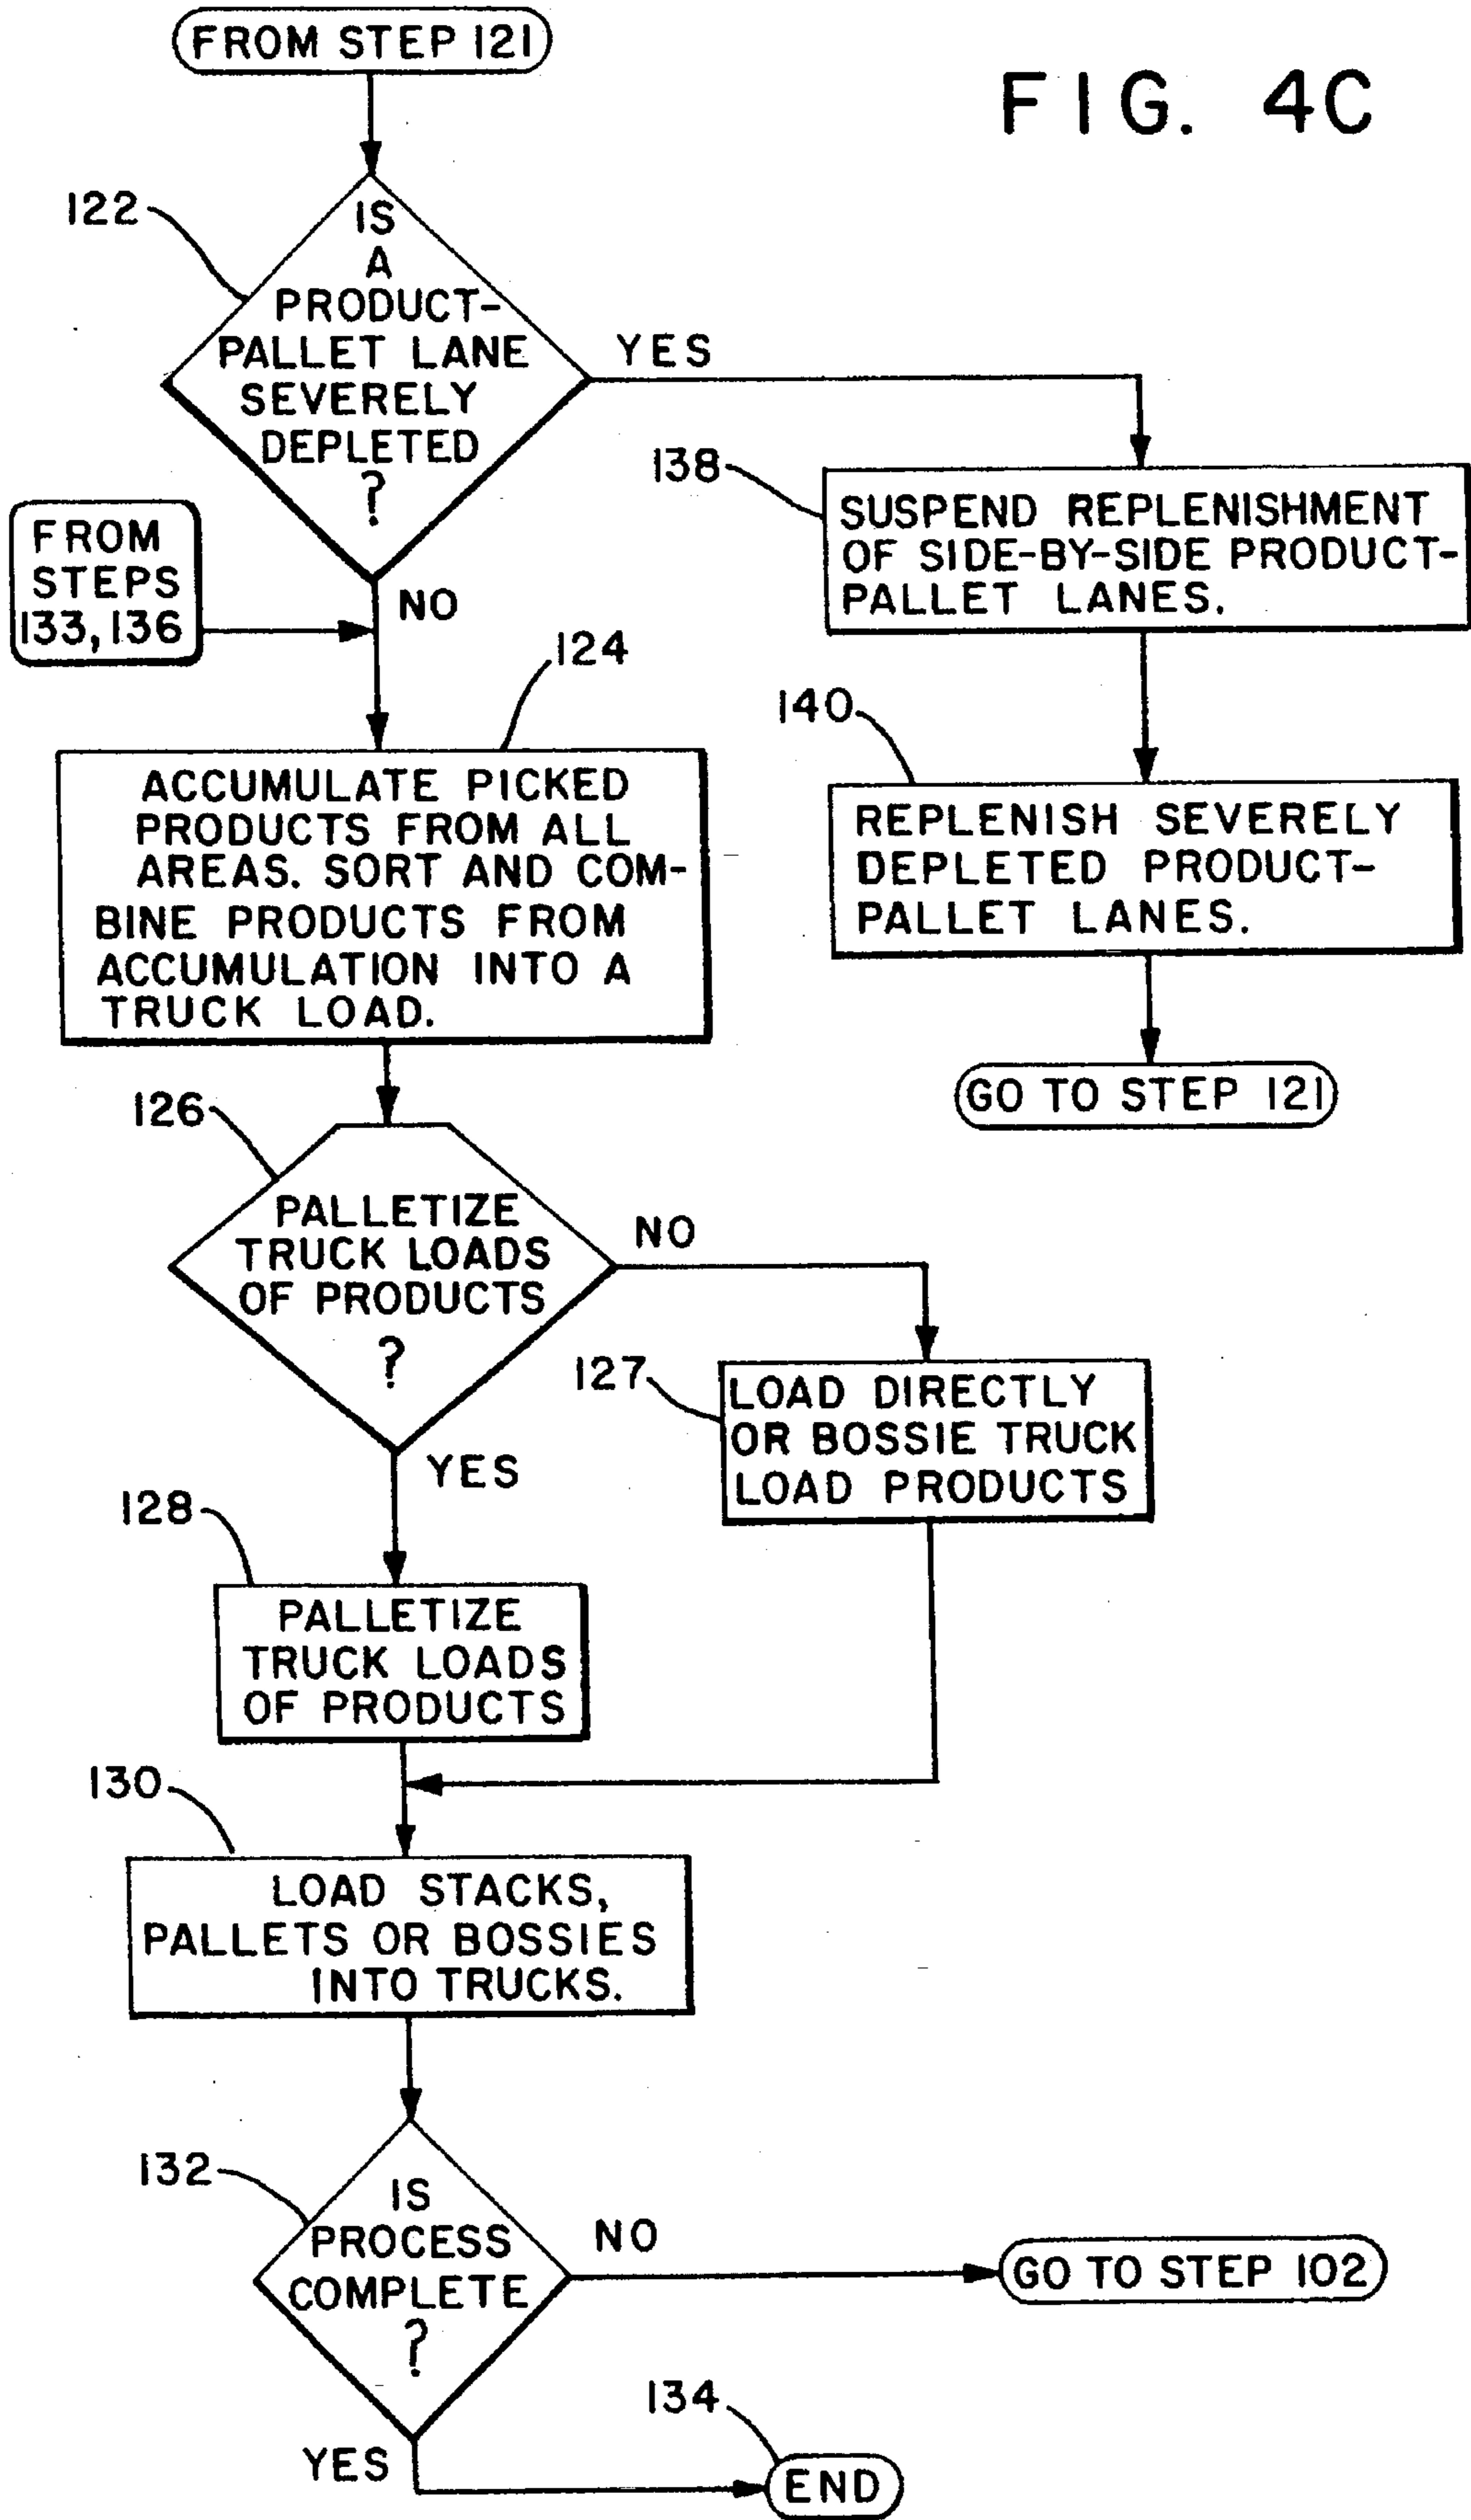 FROM STEP 121
FIG. 4C
122
IS
A
PRODUCT-
PALLET LANE
SEVERELY
DEPLETED
?
YES
138
SUSPEND REPLENISHMENT
OF SIDE-BY-SIDE PRODUCT-
PALLET LANES.
FROM
STEPS
133, 136
NO
124
140
ACCUMULATE PICKED
PRODUCTS FROM ALL
AREAS. SORT AND COM-
BINE PRODUCTS FROM
ACCUMULATION INTO A
TRUCK LOAD.
REPLENISH SEVERELY
DEPLETED PRODUCT-
PALLET LANES.
GO TO STEP 121
126
PALLETIZE
TRUCK LOADS
OF PRODUCTS
?
NO
127
LOAD DIRECTLY
OR BOSSIE TRUCK
LOAD PRODUCTS
YES
128
PALLETIZE
TRUCK LOADS
OF PRODUCTS
130
LOAD STACKS,
PALLETS OR BOSSIES
INTO TRUCKS.
132
IS
PROCESS
COMPLETE
?
NO
GO TO STEP 102
YES
134
END